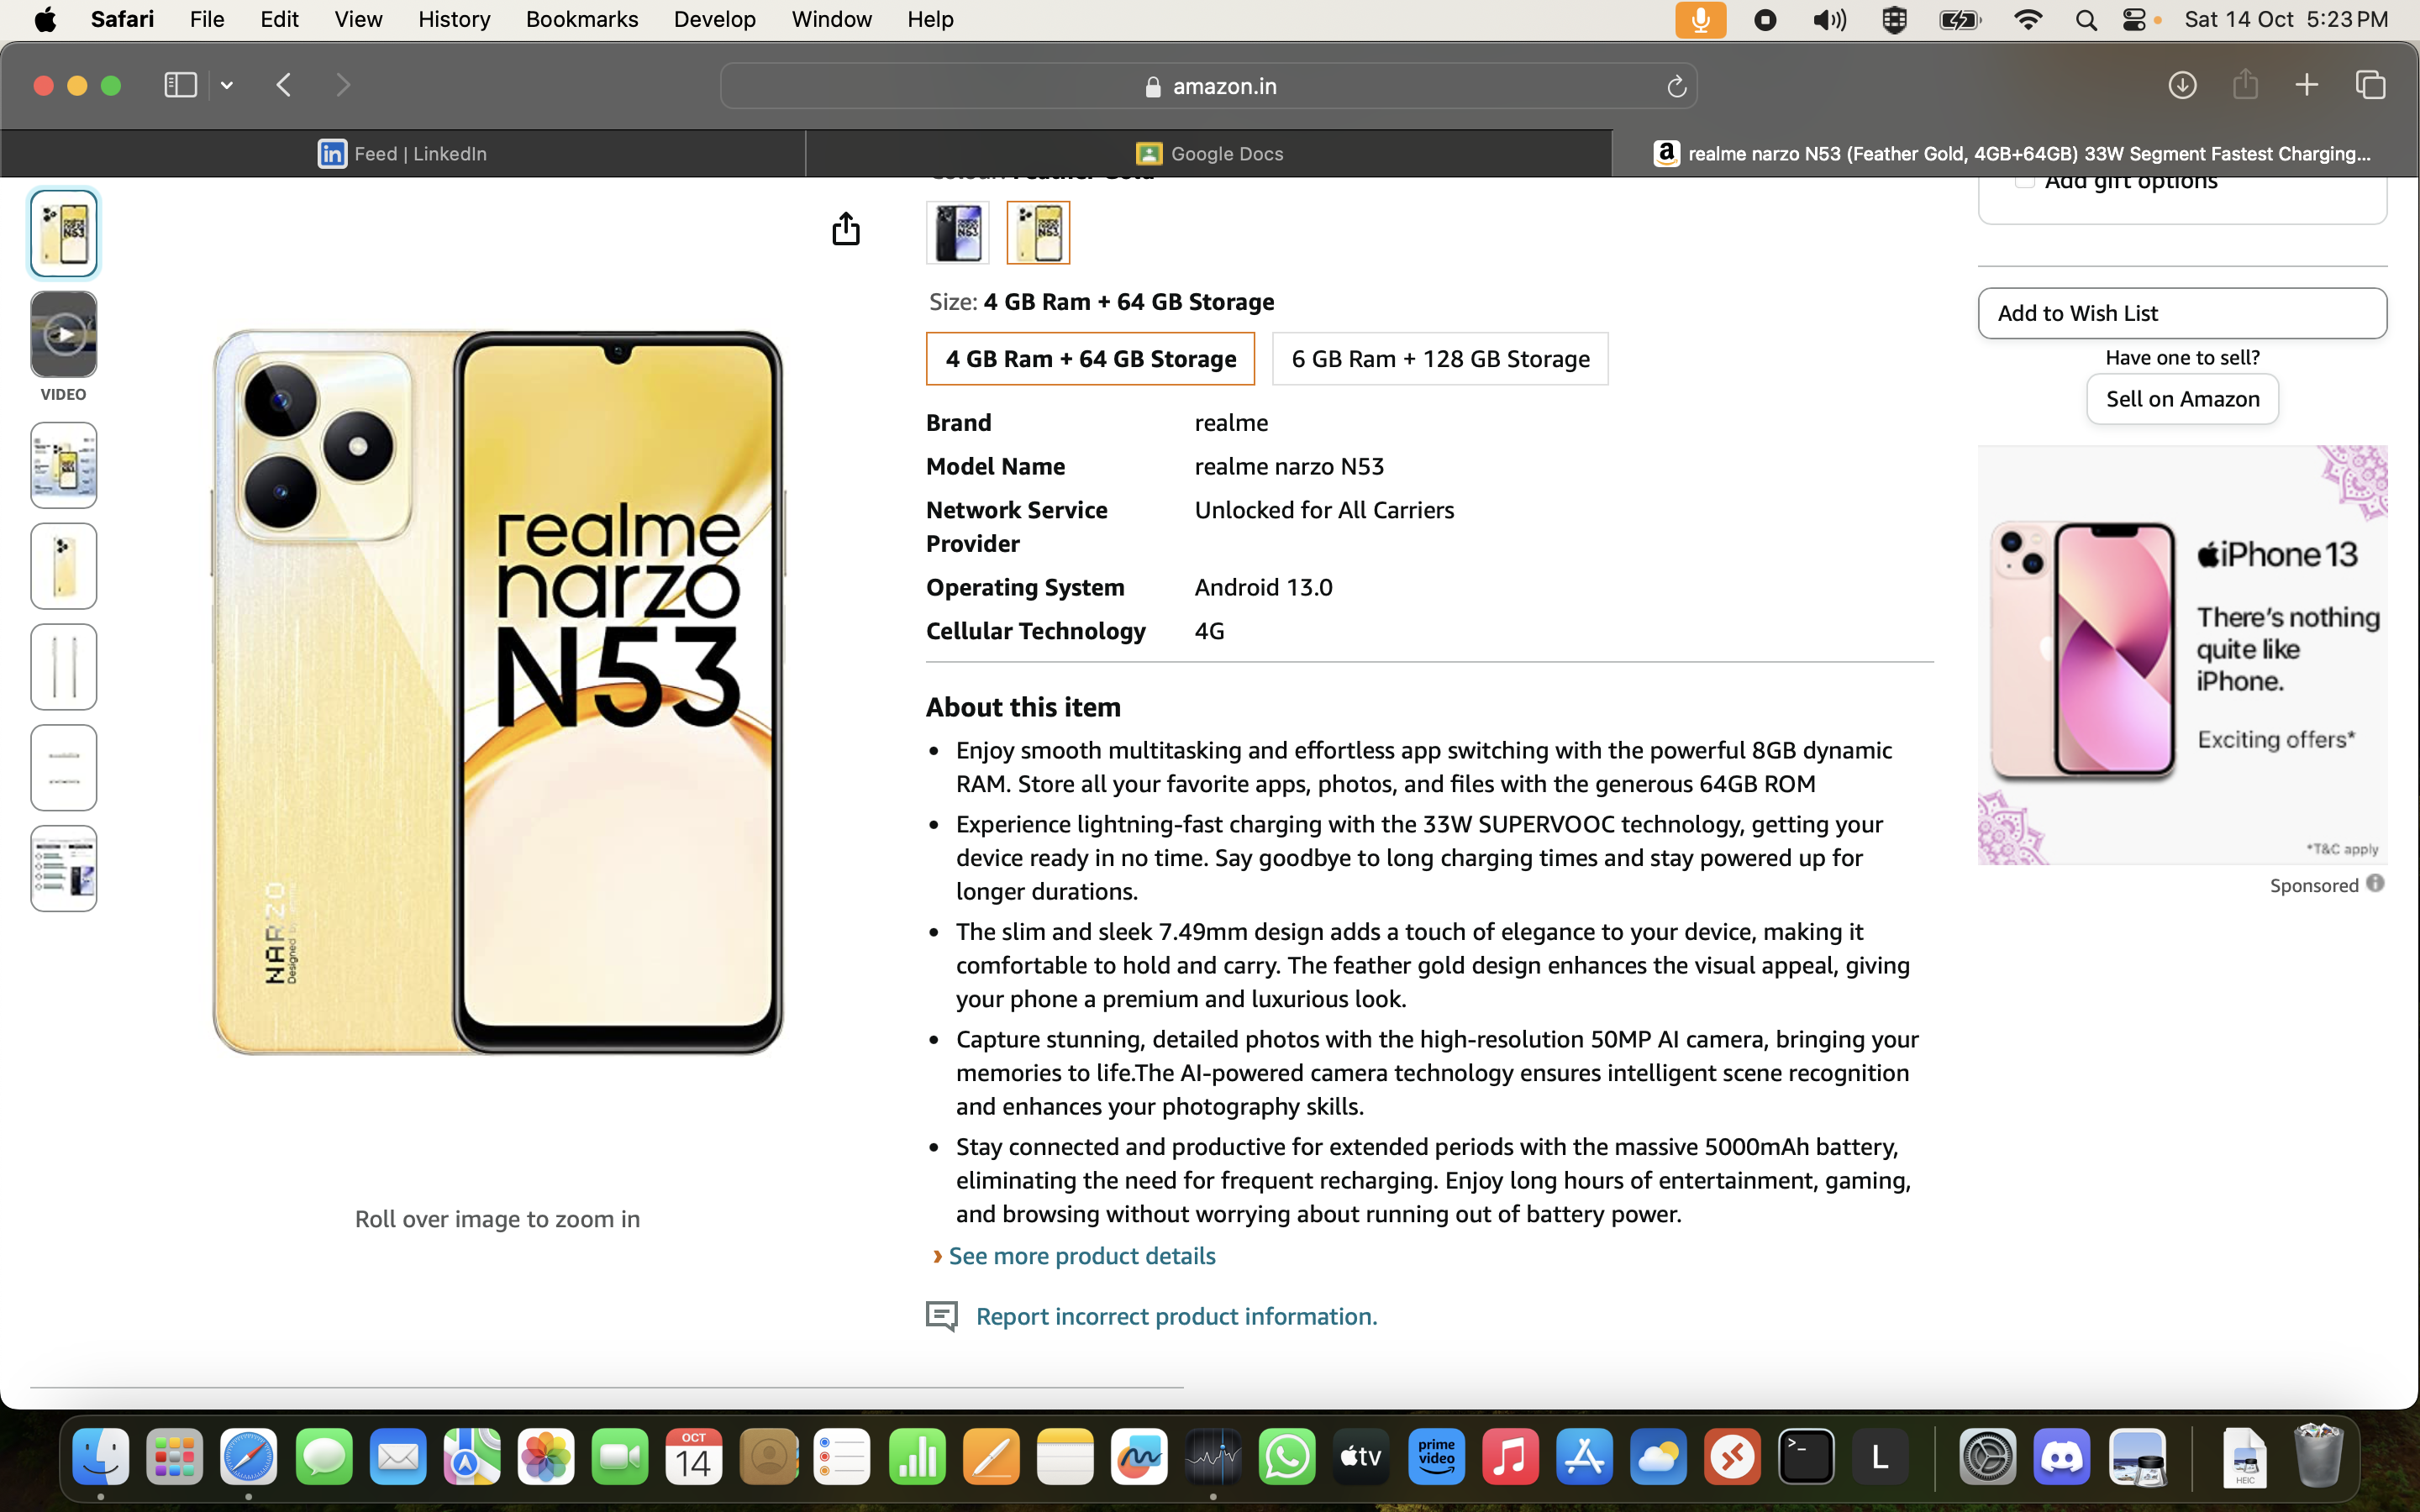 Safari File Edit View History Bookmarks Develop Window Help
Sat 14 Oct 5:23 PM
amazon.in
Feed | LinkedIn
Google Docs
realme narzo N53 (Feather Gold, 4GB+64GB) 33W Segment Fastest Charging...
VIDEO
realme
narzo
N53
NARZO
Roll over image to zoom in
Size: 4 GB Ram + 64 GB Storage
4 GB Ram + 64 GB Storage
6 GB Ram + 128 GB Storage
Brand realme
Model Name realme narzo N53
Network Service Unlocked for All Carriers
Provider
Operating System Android 13.0
Cellular Technology 4G
About this item
• Enjoy smooth multitasking and effortless app switching with the powerful 8GB dynamic
RAM. Store all your favorite apps, photos, and files with the generous 64GB ROM
• Experience lightning-fast charging with the 33W SUPERVOOC technology, getting your
device ready in no time. Say goodbye to long charging times and stay powered up for
longer durations.
• The slim and sleek 7.49mm design adds a touch of elegance to your device, making it
comfortable to hold and carry. The feather gold design enhances the visual appeal, giving
your phone a premium and luxurious look.
• Capture stunning, detailed photos with the high-resolution 50MP AI camera, bringing your
memories to life.The AI-powered camera technology ensures intelligent scene recognition
and enhances your photography skills.
• Stay connected and productive for extended periods with the massive 5000mAh battery,
eliminating the need for frequent recharging. Enjoy long hours of entertainment, gaming,
and browsing without worrying about running out of battery power.
› See more product details
Report incorrect product information.
Add gift options
Add to Wish List
Have one to sell?
Sell on Amazon
iPhone 13
There's nothing
quite like
iPhone.
Exciting offers*
*T&C apply
Sponsored
OCT
14
tv
prime
video
L
HEIC